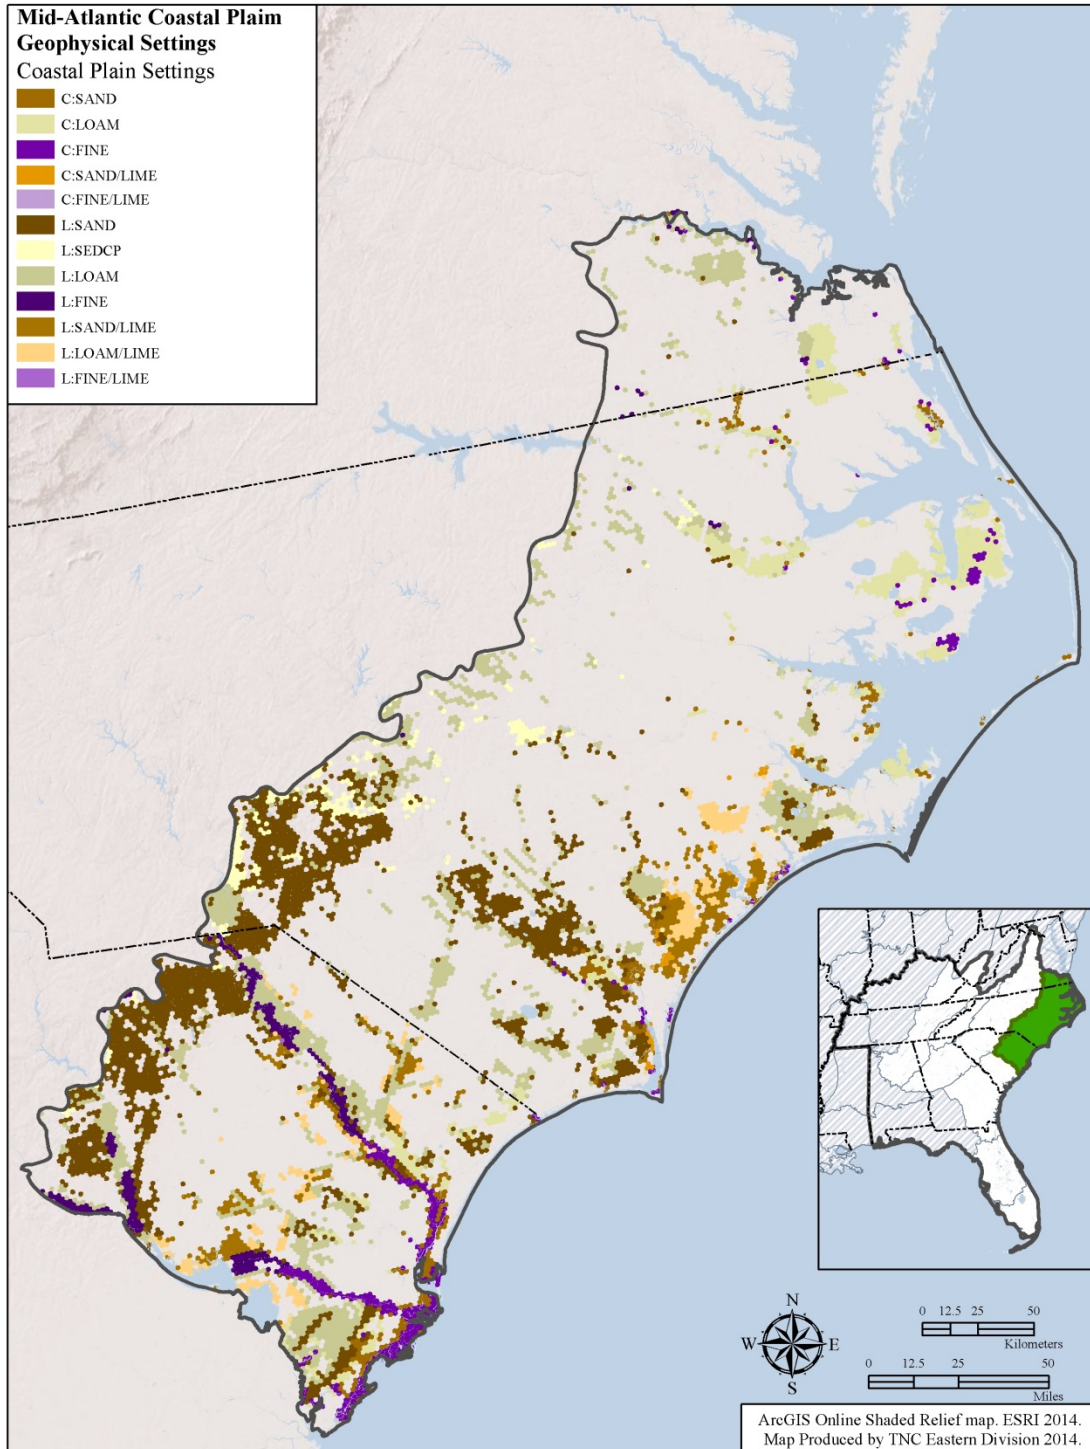 Mid-Atlantic Coastal Plaim
Geophysical Settings
Coastal Plain Settings
C:SAND
C:LOAM
C:FINE
C:SAND/LIME
C:FINE/LIME
L:SAND
L:SEDCP
L:LOAM
L:FINE
L:SAND/LIME
L:LOAM/LIME
L:FINE/LIME
N
W E
S
0 12.5 25 50
Kilometers
0 12.5 25 50
Miles
ArcGIS Online Shaded Relief map. ESRI 2014.
Map Produced by TNC Eastern Division 2014.